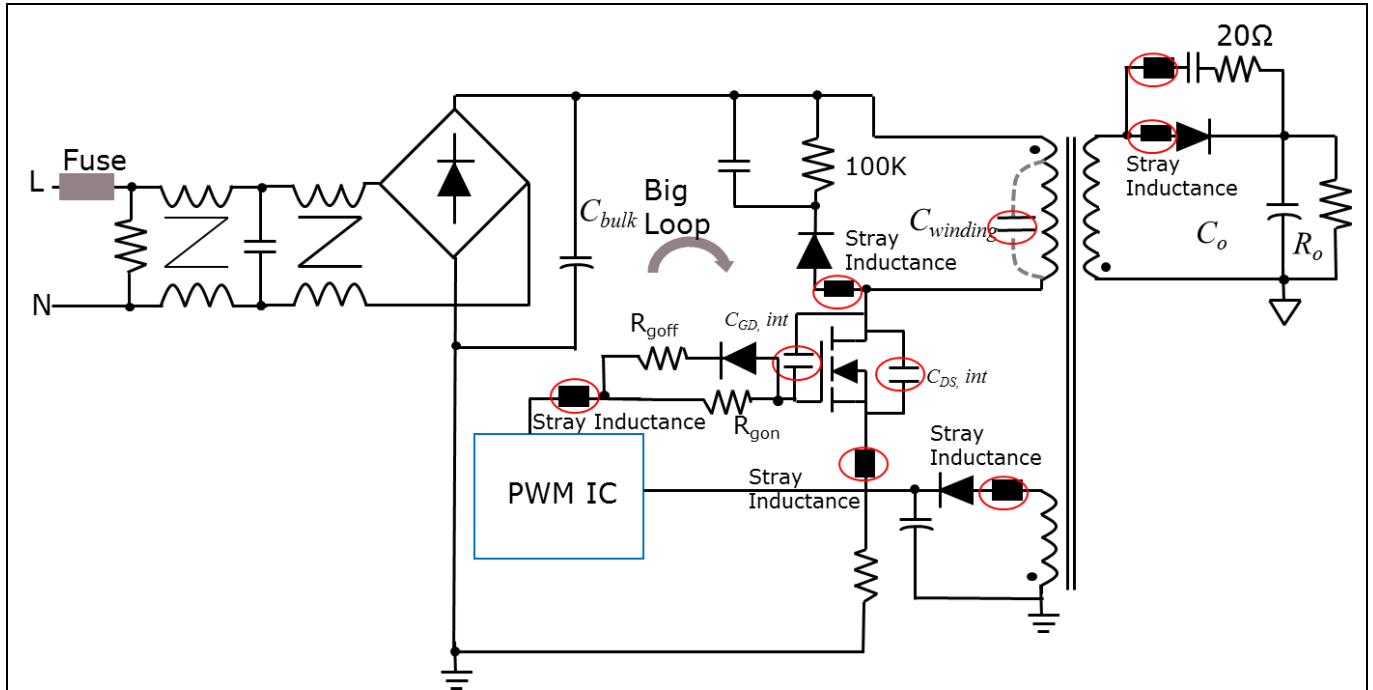 20Ω
Fuse
L
Stray
Inductance
100K
Big
Loop
C_bulk
C_winding
Stray
Inductance
C_o
R_o
N
R_goff
C_GD, int
C_DS, int
Stray Inductance
R_gon
Stray
Inductance
Stray
Inductance
PWM IC